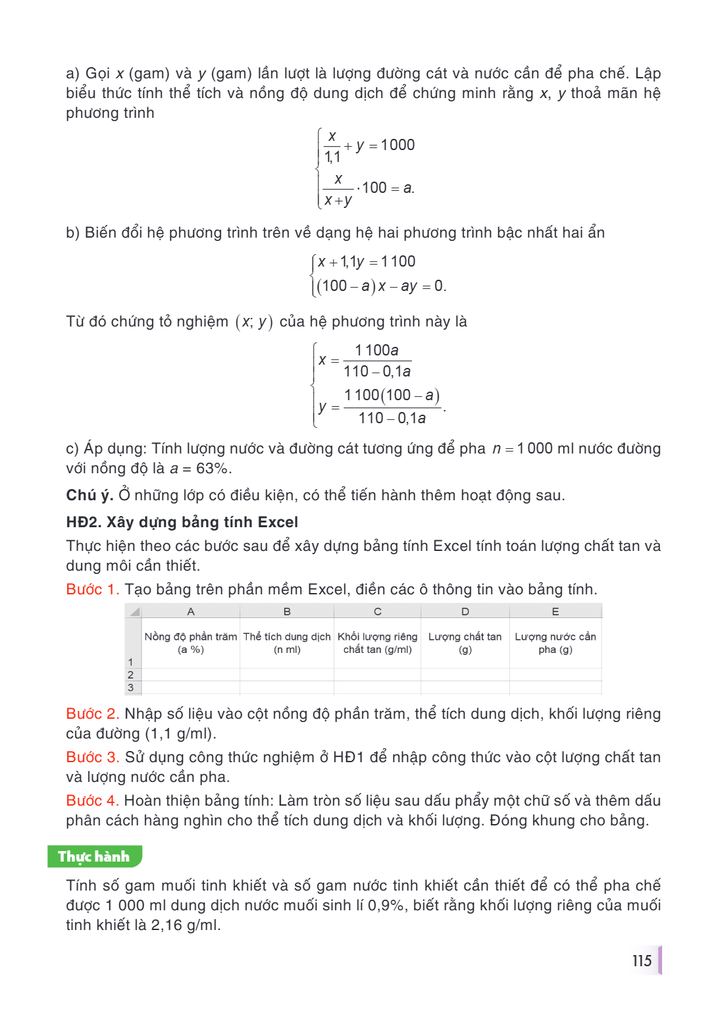 a) Gọi x (gam) và y (gam) lần lượt là lượng đường cát và nước cần để pha chế. Lập
biểu thức tính thể tích và nồng độ dung dịch để chứng minh rằng x, y thoả mãn hệ
phương trình
{ x/1,1 + y = 1000
x/(x+y) · 100 = a.
b) Biến đổi hệ phương trình trên về dạng hệ hai phương trình bậc nhất hai ẩn
{ x + 1,1y = 1100
(100 − a)x − ay = 0.
Từ đó chứng tỏ nghiệm (x; y) của hệ phương trình này là
{ x = 1100a/(110 − 0,1a)
y = 1100(100 − a)/(110 − 0,1a).
c) Áp dụng: Tính lượng nước và đường cát tương ứng để pha n = 1000 ml nước đường
với nồng độ là a = 63%.
Chú ý. Ở những lớp có điều kiện, có thể tiến hành thêm hoạt động sau.
HĐ2. Xây dựng bảng tính Excel
Thực hiện theo các bước sau để xây dựng bảng tính Excel tính toán lượng chất tan và
dung môi cần thiết.
Bước 1. Tạo bảng trên phần mềm Excel, điền các ô thông tin vào bảng tính.
A B C D E
Nồng độ phần trăm Thể tích dung dịch Khối lượng riêng Lượng chất tan Lượng nước cần
(a %) (n ml) chất tan (g/ml) (g) pha (g)
1
2
3
Bước 2. Nhập số liệu vào cột nồng độ phần trăm, thể tích dung dịch, khối lượng riêng
của đường (1,1 g/ml).
Bước 3. Sử dụng công thức nghiệm ở HĐ1 để nhập công thức vào cột lượng chất tan
và lượng nước cần pha.
Bước 4. Hoàn thiện bảng tính: Làm tròn số liệu sau dấu phẩy một chữ số và thêm dấu
phân cách hàng nghìn cho thể tích dung dịch và khối lượng. Đóng khung cho bảng.
Thực hành
Tính số gam muối tinh khiết và số gam nước tinh khiết cần thiết để có thể pha chế
được 1 000 ml dung dịch nước muối sinh lí 0,9%, biết rằng khối lượng riêng của muối
tinh khiết là 2,16 g/ml.
115